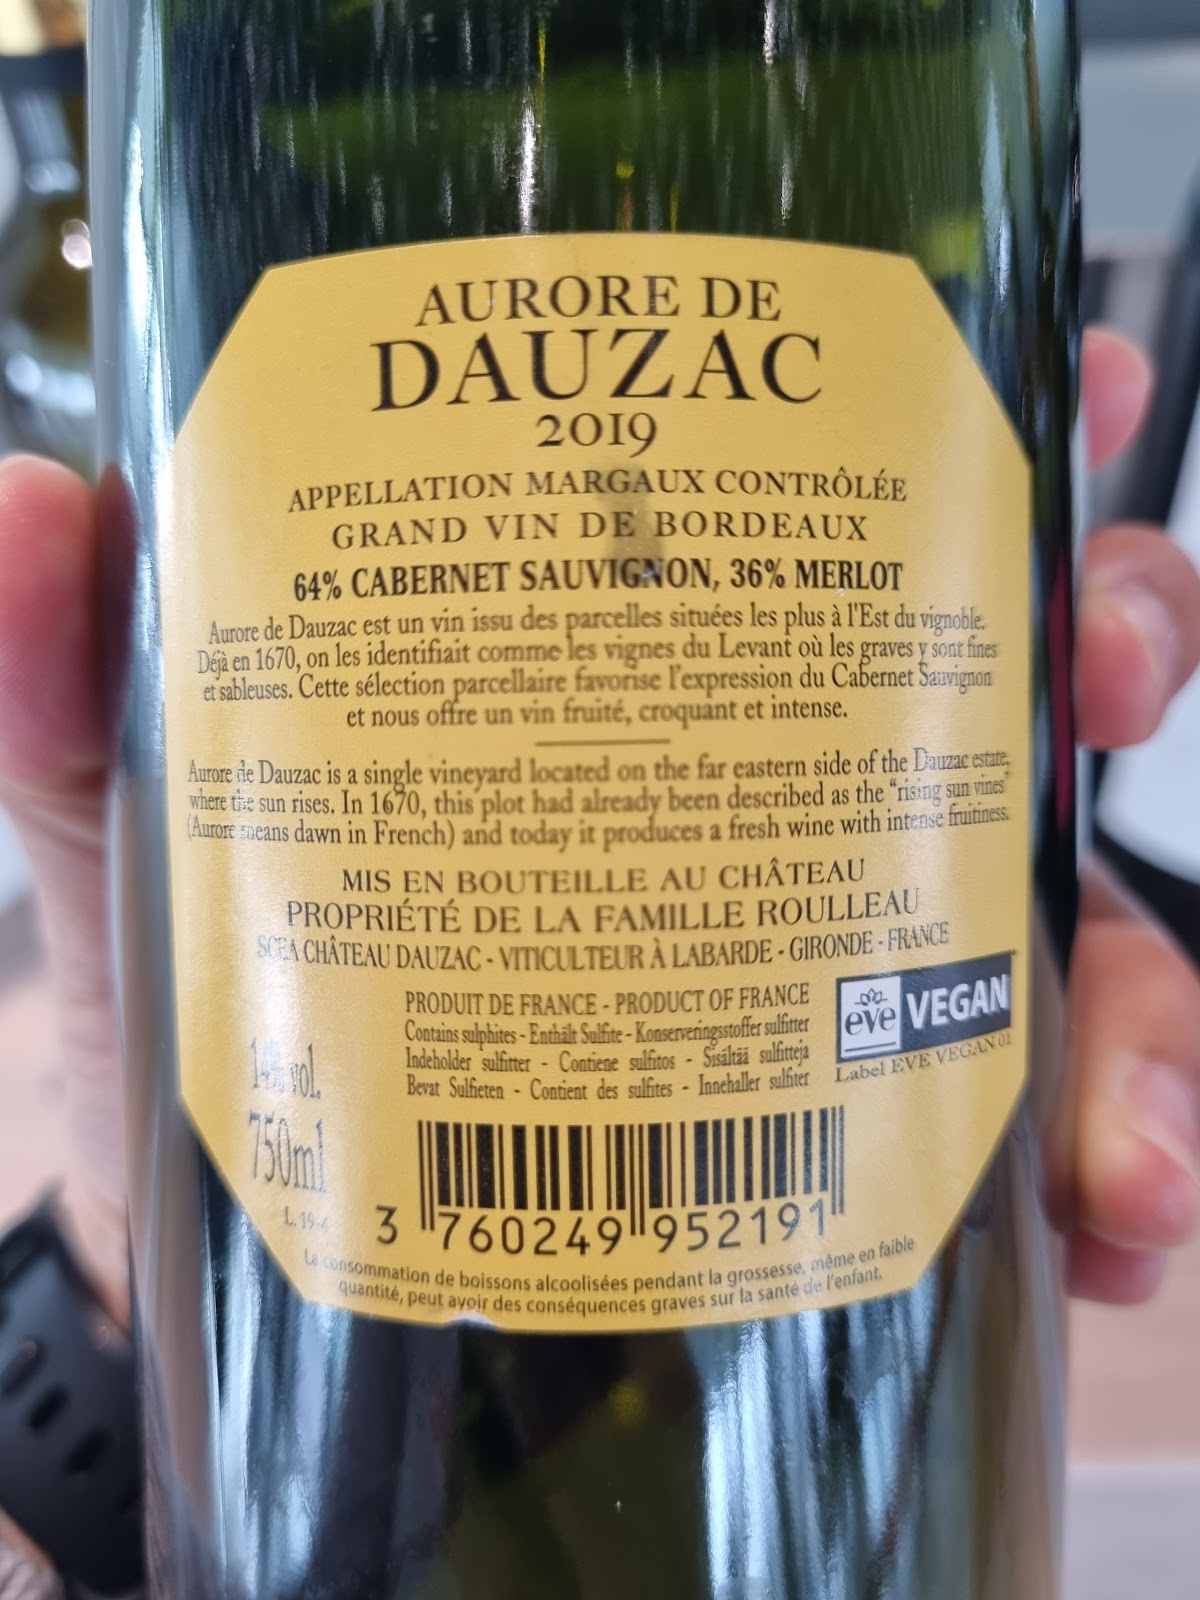 AURORE DE
DAUZAC
2019
APPELLATION MARGAUX CONTRÔLÉE
GRAND VIN DE BORDEAUX
64% CABERNET SAUVIGNON, 36% MERLOT
Aurore de Dauzac est un vin issu des parcelles situées les plus à l'Est du vignoble.
Déjà en 1670, on les identifiait comme les vignes du Levant où les graves y sont fines
et sableuses. Cette sélection parcellaire favorise l'expression du Cabernet Sauvignon
et nous offre un vin fruité, croquant et intense.
Aurore de Dauzac is a single vineyard located on the far eastern side of the Dauzac estate,
where the sun rises. In 1670, this plot had already been described as the "rising sun vines"
(Aurore means dawn in French) and today it produces a fresh wine with intense fruitiness.
MIS EN BOUTEILLE AU CHÂTEAU
PROPRIÉTÉ DE LA FAMILLE ROULLEAU
SCEA CHÂTEAU DAUZAC - VITICULTEUR À LABARDE - GIRONDE - FRANCE
PRODUIT DE FRANCE - PRODUCT OF FRANCE
Contains sulphites - Enthält Sulfite - Konserveringsstoffer sulfitter
Indeholder sulfitter - Contiene sulfitos - Sisältää sulfitteja
Bevat Sulfieten - Contient des sulfites - Innehaller sulfiter
eve VEGAN
Label EVE VEGAN 01
14% vol.
750ml
L. 19-4
3 760249 952191
La consommation de boissons alcoolisées pendant la grossesse, même en faible
quantité, peut avoir des conséquences graves sur la santé de l'enfant.